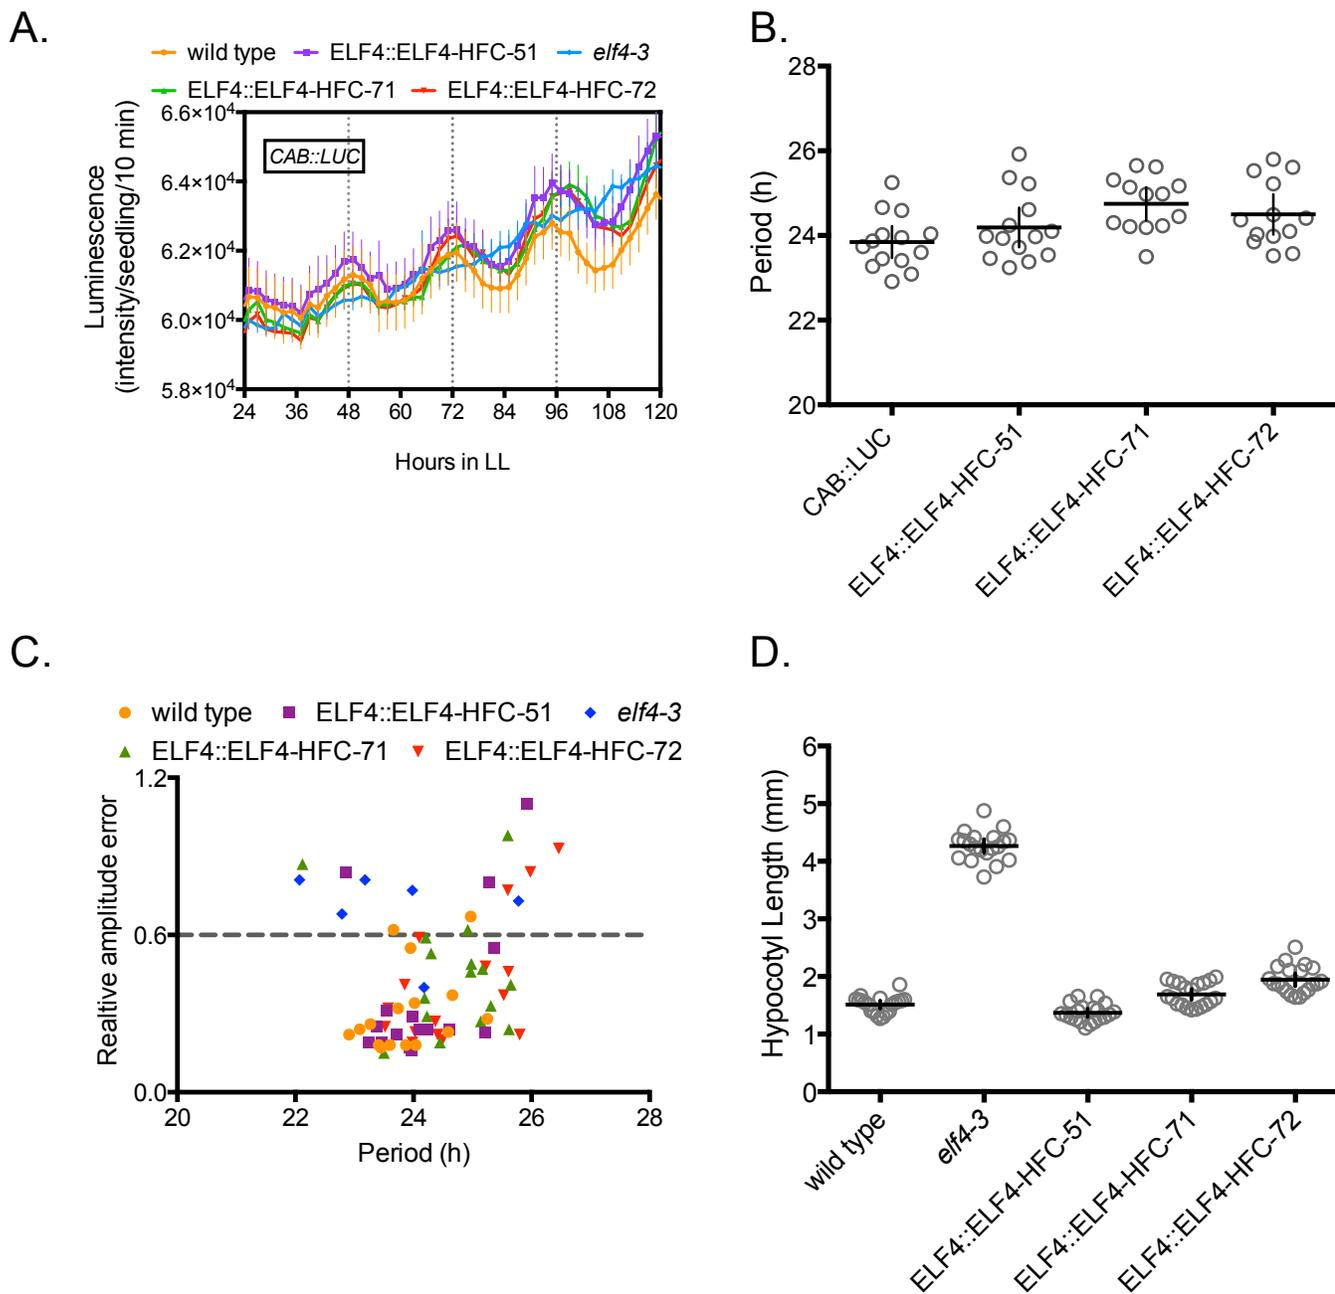 A.
wild type ELF4::ELF4-HFC-51 elf4-3
ELF4::ELF4-HFC-71 ELF4::ELF4-HFC-72
CAB::LUC
Luminescence
(intensity/seedling/10 min)
6.6×10⁴
6.4×10⁴
6.2×10⁴
6.0×10⁴
5.8×10⁴
24 36 48 60 72 84 96 108 120
Hours in LL
B.
Period (h)
28
26
24
22
20
CAB::LUC
ELF4::ELF4-HFC-51
ELF4::ELF4-HFC-71
ELF4::ELF4-HFC-72
C.
wild type ELF4::ELF4-HFC-51 elf4-3
ELF4::ELF4-HFC-71 ELF4::ELF4-HFC-72
Realtive amplitude error
1.2
0.6
0.0
20 22 24 26 28
Period (h)
D.
Hypocotyl Length (mm)
6
5
4
3
2
1
0
wild type
elf4-3
ELF4::ELF4-HFC-51
ELF4::ELF4-HFC-71
ELF4::ELF4-HFC-72